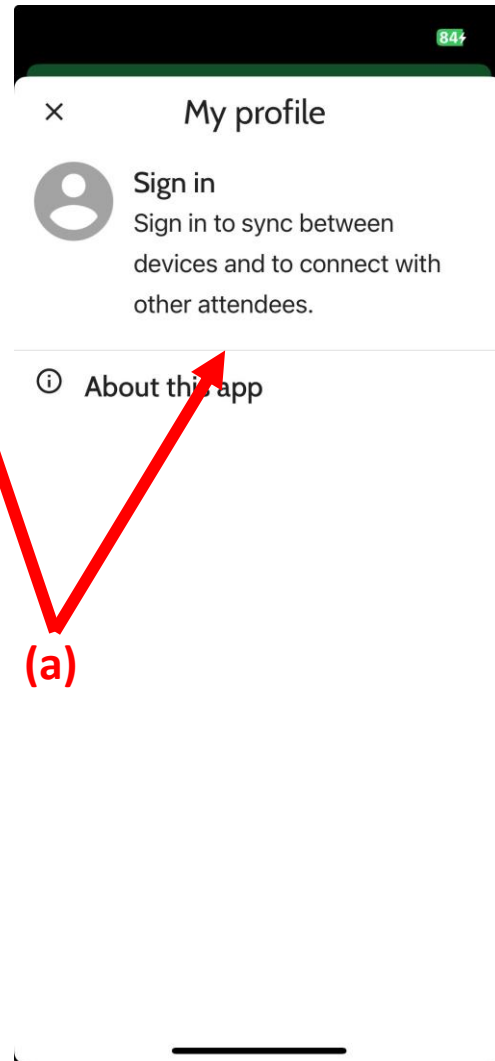 84
× My profile
Sign in
Sign in to sync between
devices and to connect with
other attendees.
About this app
(a)